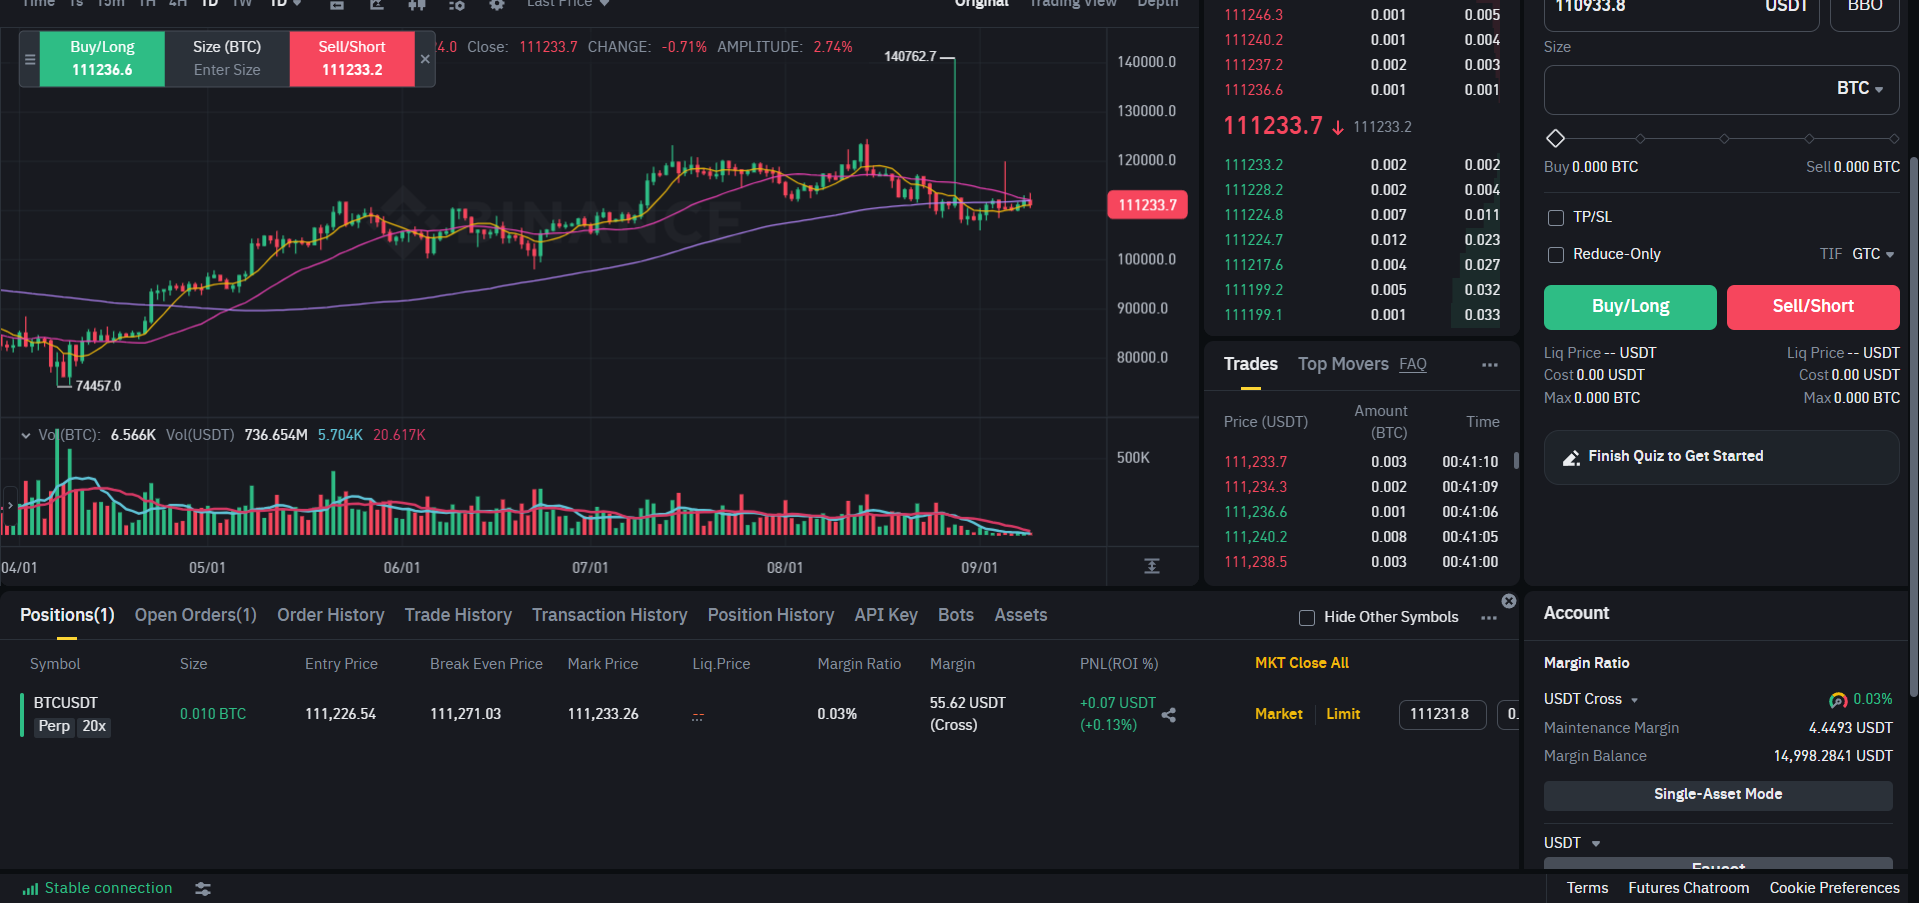 Time 1s 15m 1H 4H 1D 1W 1D Last Price Original Trading View Depth
Buy/Long 111236.6
Size (BTC) Enter Size
Sell/Short 111233.2
4.0 Close: 111233.7 CHANGE: -0.71% AMPLITUDE: 2.74%
140762.7
140000.0
130000.0
120000.0
111233.7
100000.0
90000.0
80000.0
BINANCE
74457.0
Vol(BTC): 6.566K Vol(USDT) 736.654M 5.704K 20.617K
500K
04/01 05/01 06/01 07/01 08/01 09/01
111246.3 0.001 0.005
111240.2 0.001 0.004
111237.2 0.002 0.003
111236.6 0.001 0.001
111233.7 ↓ 111233.2
111233.2 0.002 0.002
111228.2 0.002 0.004
111224.8 0.007 0.011
111224.7 0.012 0.023
111217.6 0.004 0.027
111199.2 0.005 0.032
111199.1 0.001 0.033
Trades Top Movers FAQ
Price (USDT) Amount (BTC) Time
111,233.7 0.003 00:41:10
111,234.3 0.002 00:41:09
111,236.6 0.001 00:41:06
111,240.2 0.008 00:41:05
111,238.5 0.003 00:41:00
110933.8 USDT BBO
Size
BTC
Buy 0.000 BTC Sell 0.000 BTC
TP/SL
Reduce-Only TIF GTC
Buy/Long Sell/Short
Liq Price -- USDT Liq Price -- USDT
Cost 0.00 USDT Cost 0.00 USDT
Max 0.000 BTC Max 0.000 BTC
Finish Quiz to Get Started
Positions(1) Open Orders(1) Order History Trade History Transaction History Position History API Key Bots Assets Hide Other Symbols
Symbol Size Entry Price Break Even Price Mark Price Liq.Price Margin Ratio Margin PNL(ROI %) MKT Close All
BTCUSDT Perp 20x 0.010 BTC 111,226.54 111,271.03 111,233.26 -- 0.03% 55.62 USDT (Cross) +0.07 USDT (+0.13%) Market Limit 111231.8 0.
Account
Margin Ratio
USDT Cross 0.03%
Maintenance Margin 4.4493 USDT
Margin Balance 14,998.2841 USDT
Single-Asset Mode
USDT
Faucet
Stable connection Terms Futures Chatroom Cookie Preferences